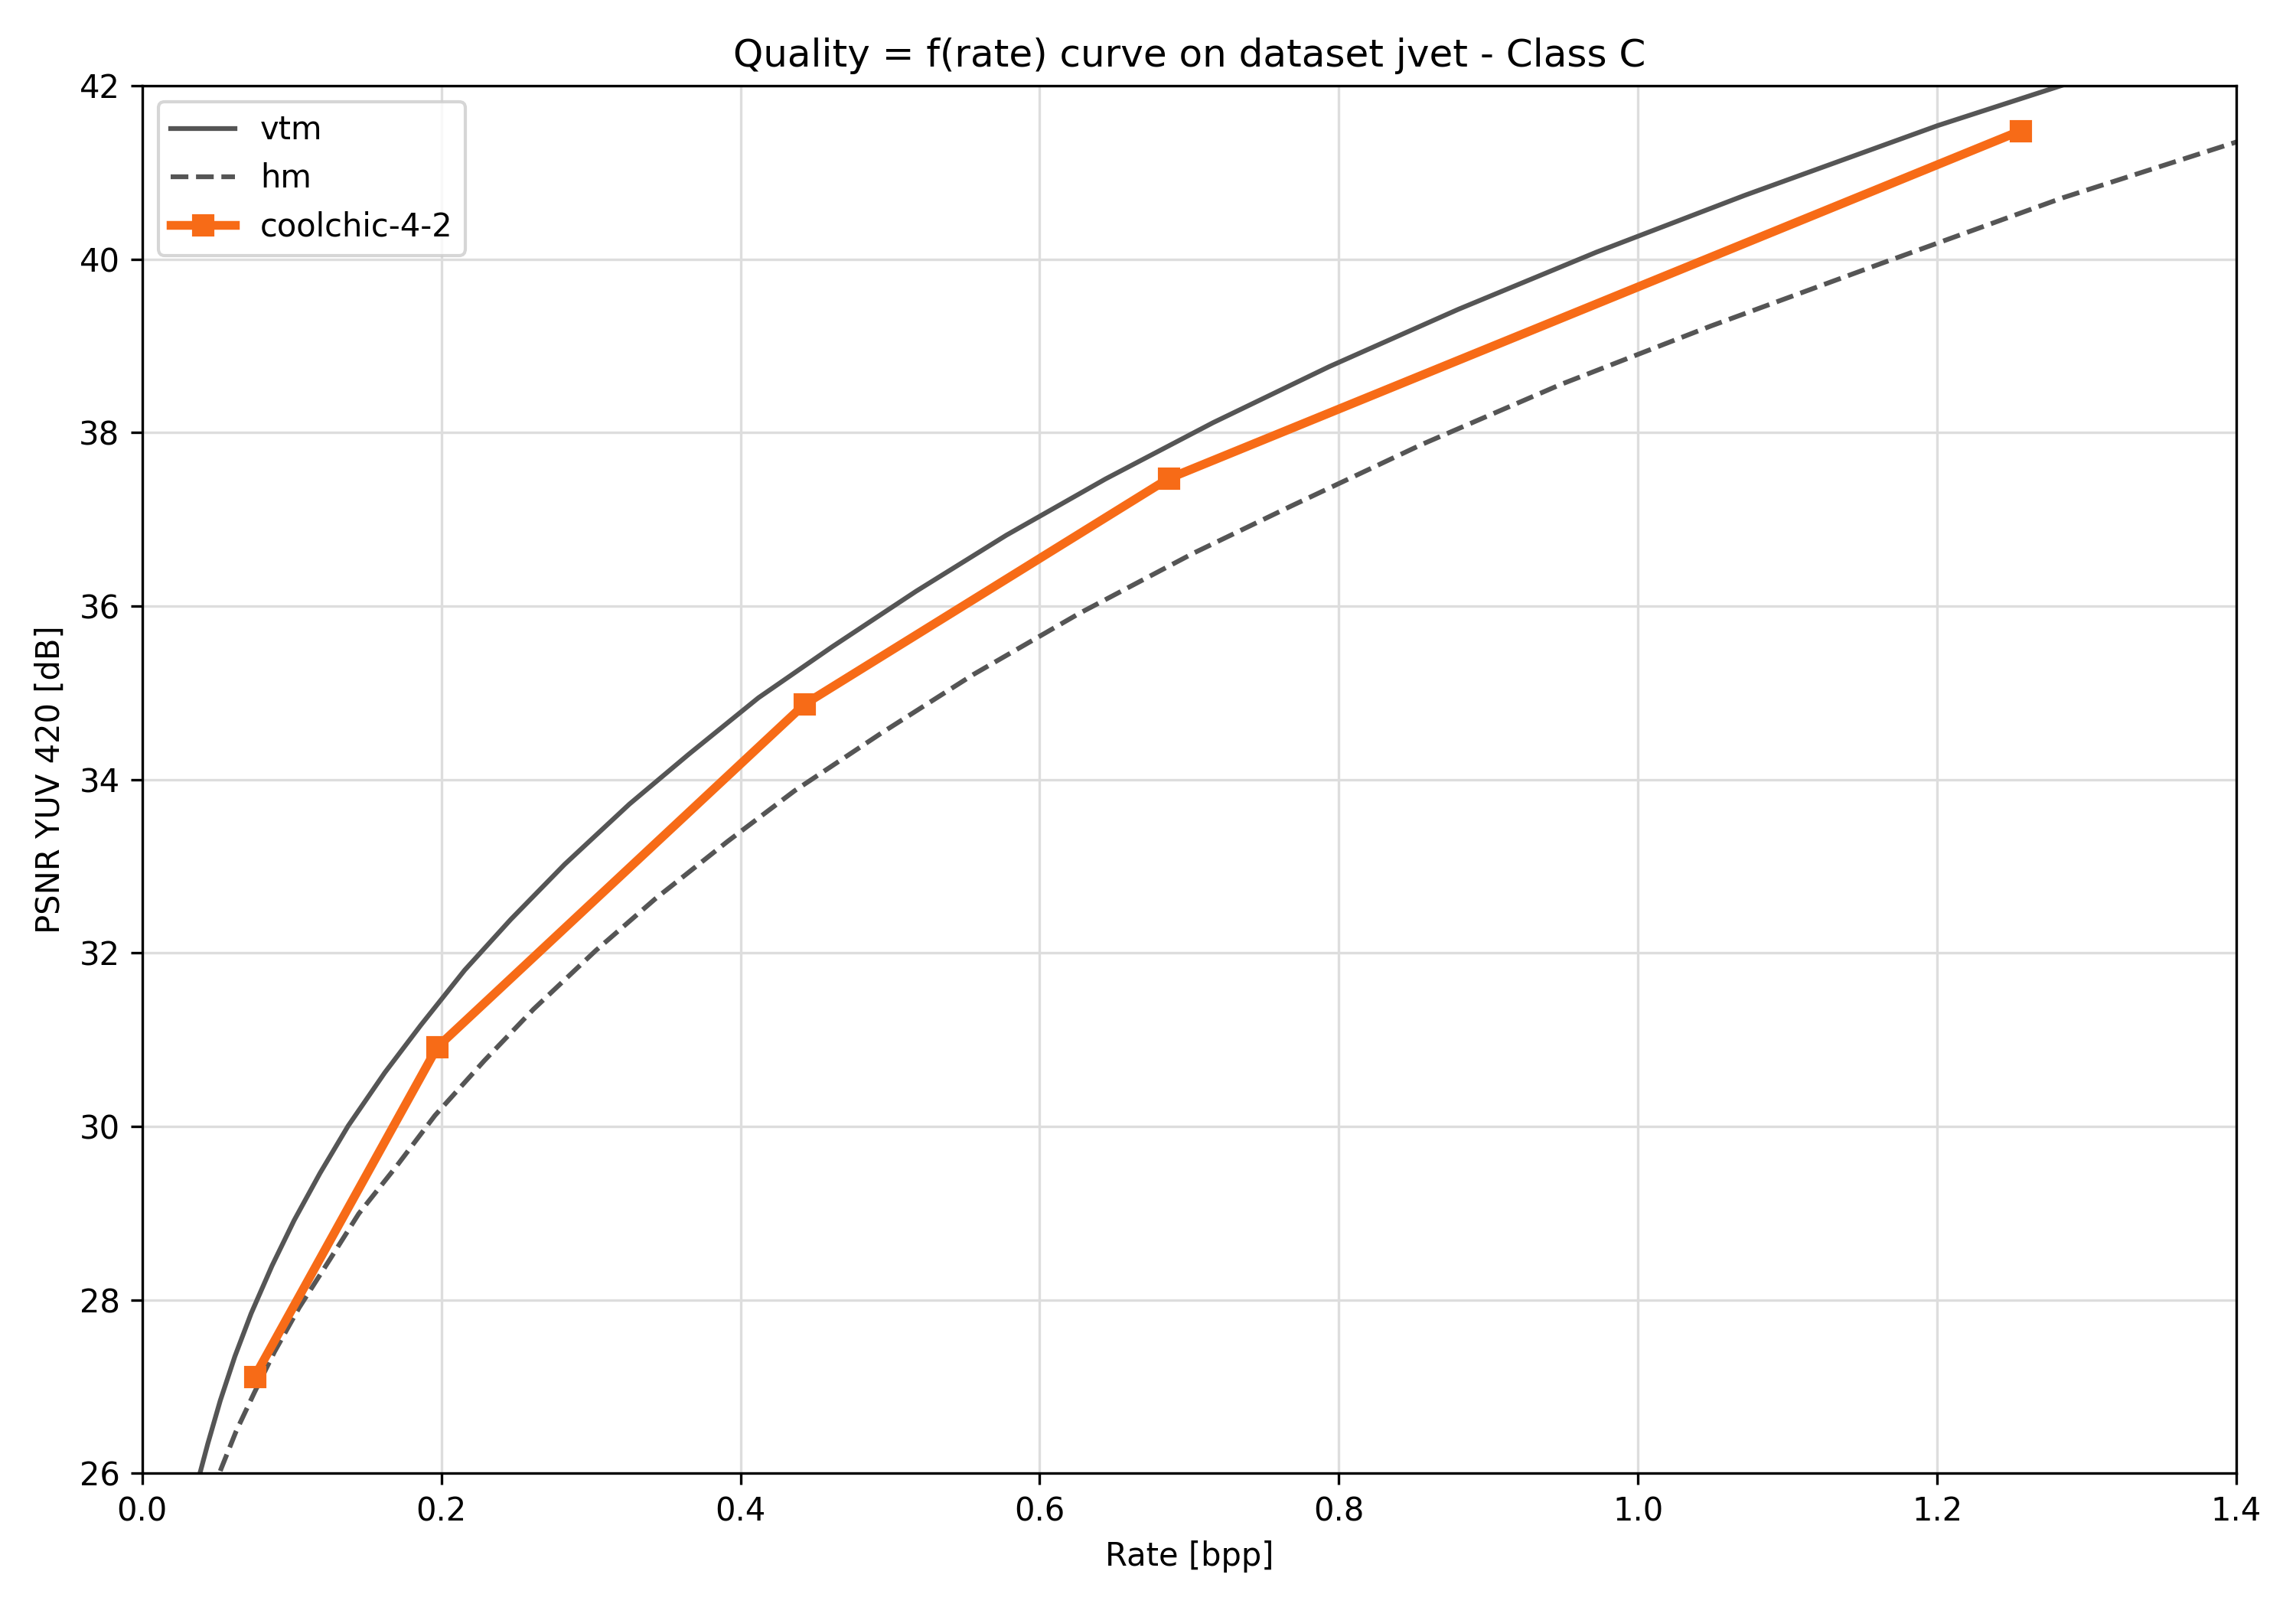 Quality = f(rate) curve on dataset jvet - Class C
vtm
hm
coolchic-4-2
42
40
38
36
34
32
30
28
26
PSNR YUV 420 [dB]
0.0 0.2 0.4 0.6 0.8 1.0 1.2 1.4
Rate [bpp]